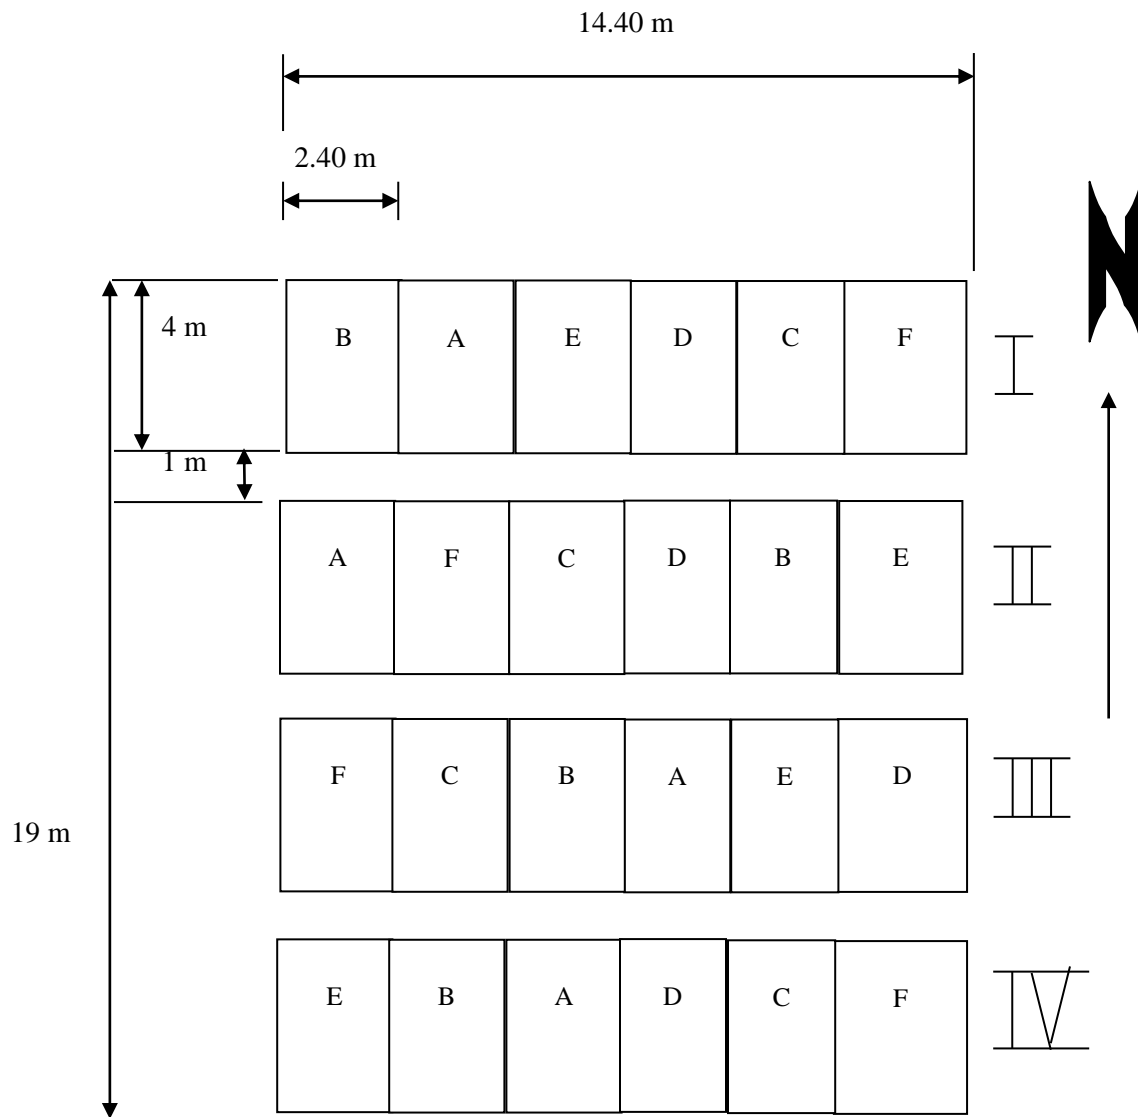 14.40 m
2.40 m
N
4 m
B A E D C F I
1 m
A F C D B E II
F C B A E D III
19 m
E B A D C F IV